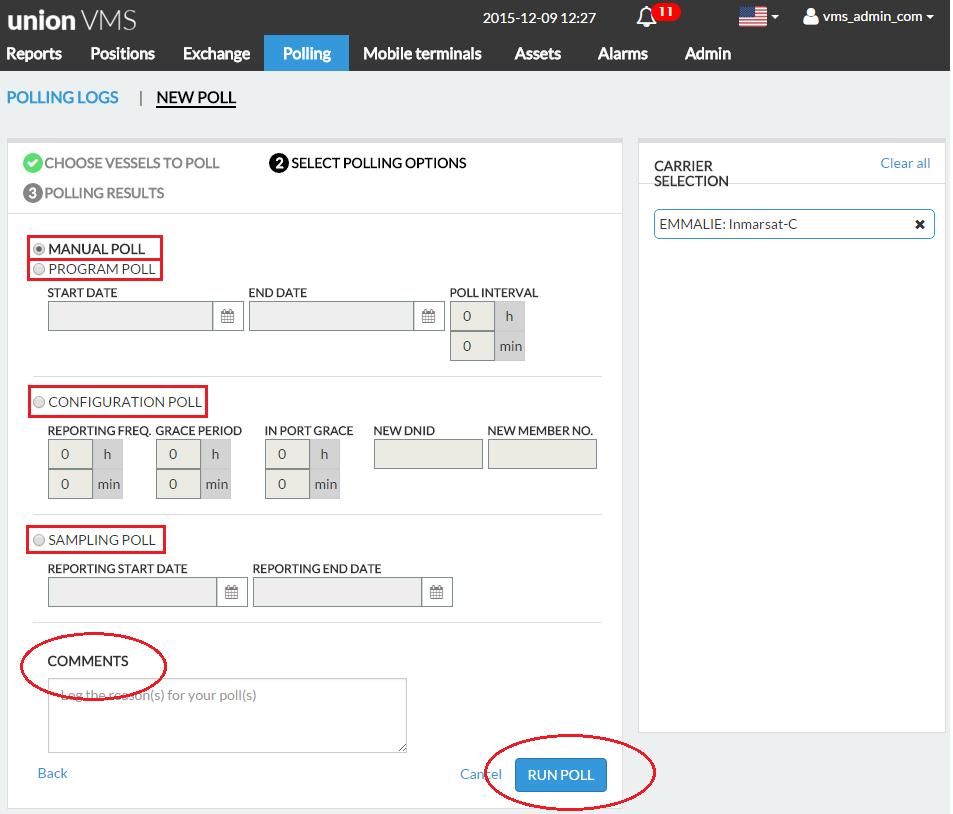 union VMS 2015-12-09 12:27 11 vms_admin_com
Reports Positions Exchange Polling Mobile terminals Assets Alarms Admin
POLLING LOGS | NEW POLL
CHOOSE VESSELS TO POLL 2 SELECT POLLING OPTIONS
3 POLLING RESULTS
MANUAL POLL
PROGRAM POLL
START DATE END DATE POLL INTERVAL
0 h
0 min
CONFIGURATION POLL
REPORTING FREQ. GRACE PERIOD IN PORT GRACE NEW DNID NEW MEMBER NO.
0 h 0 h 0 h
0 min 0 min 0 min
SAMPLING POLL
REPORTING START DATE REPORTING END DATE
COMMENTS
Log the reason(s) for your poll(s)
Back Cancel RUN POLL
CARRIER SELECTION Clear all
EMMALIE: Inmarsat-C